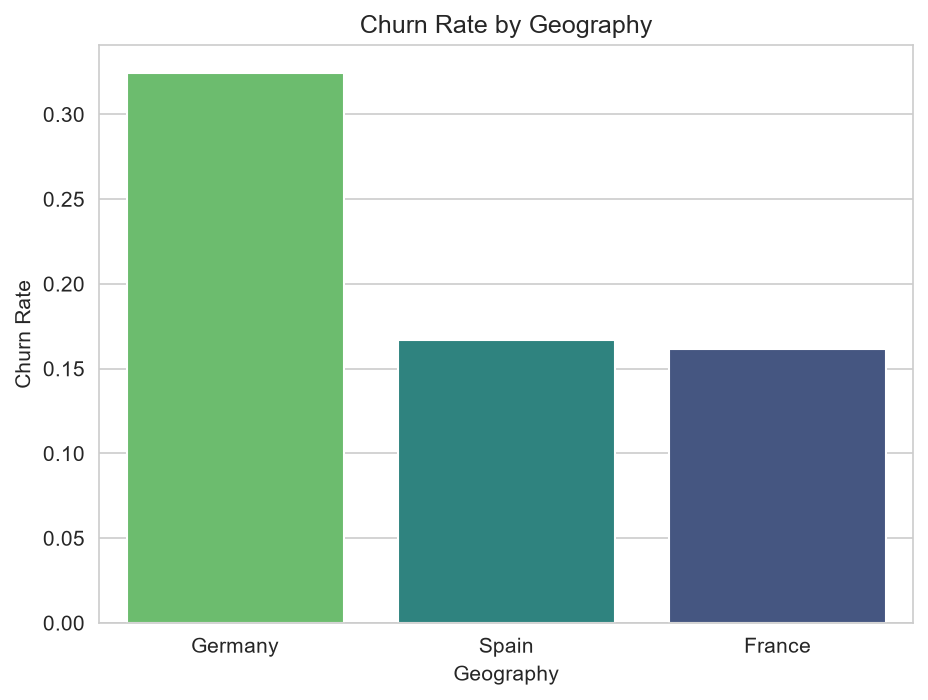 Churn Rate by Geography
Churn Rate
0.30
0.25
0.20
0.15
0.10
0.05
0.00
Germany Spain France
Geography